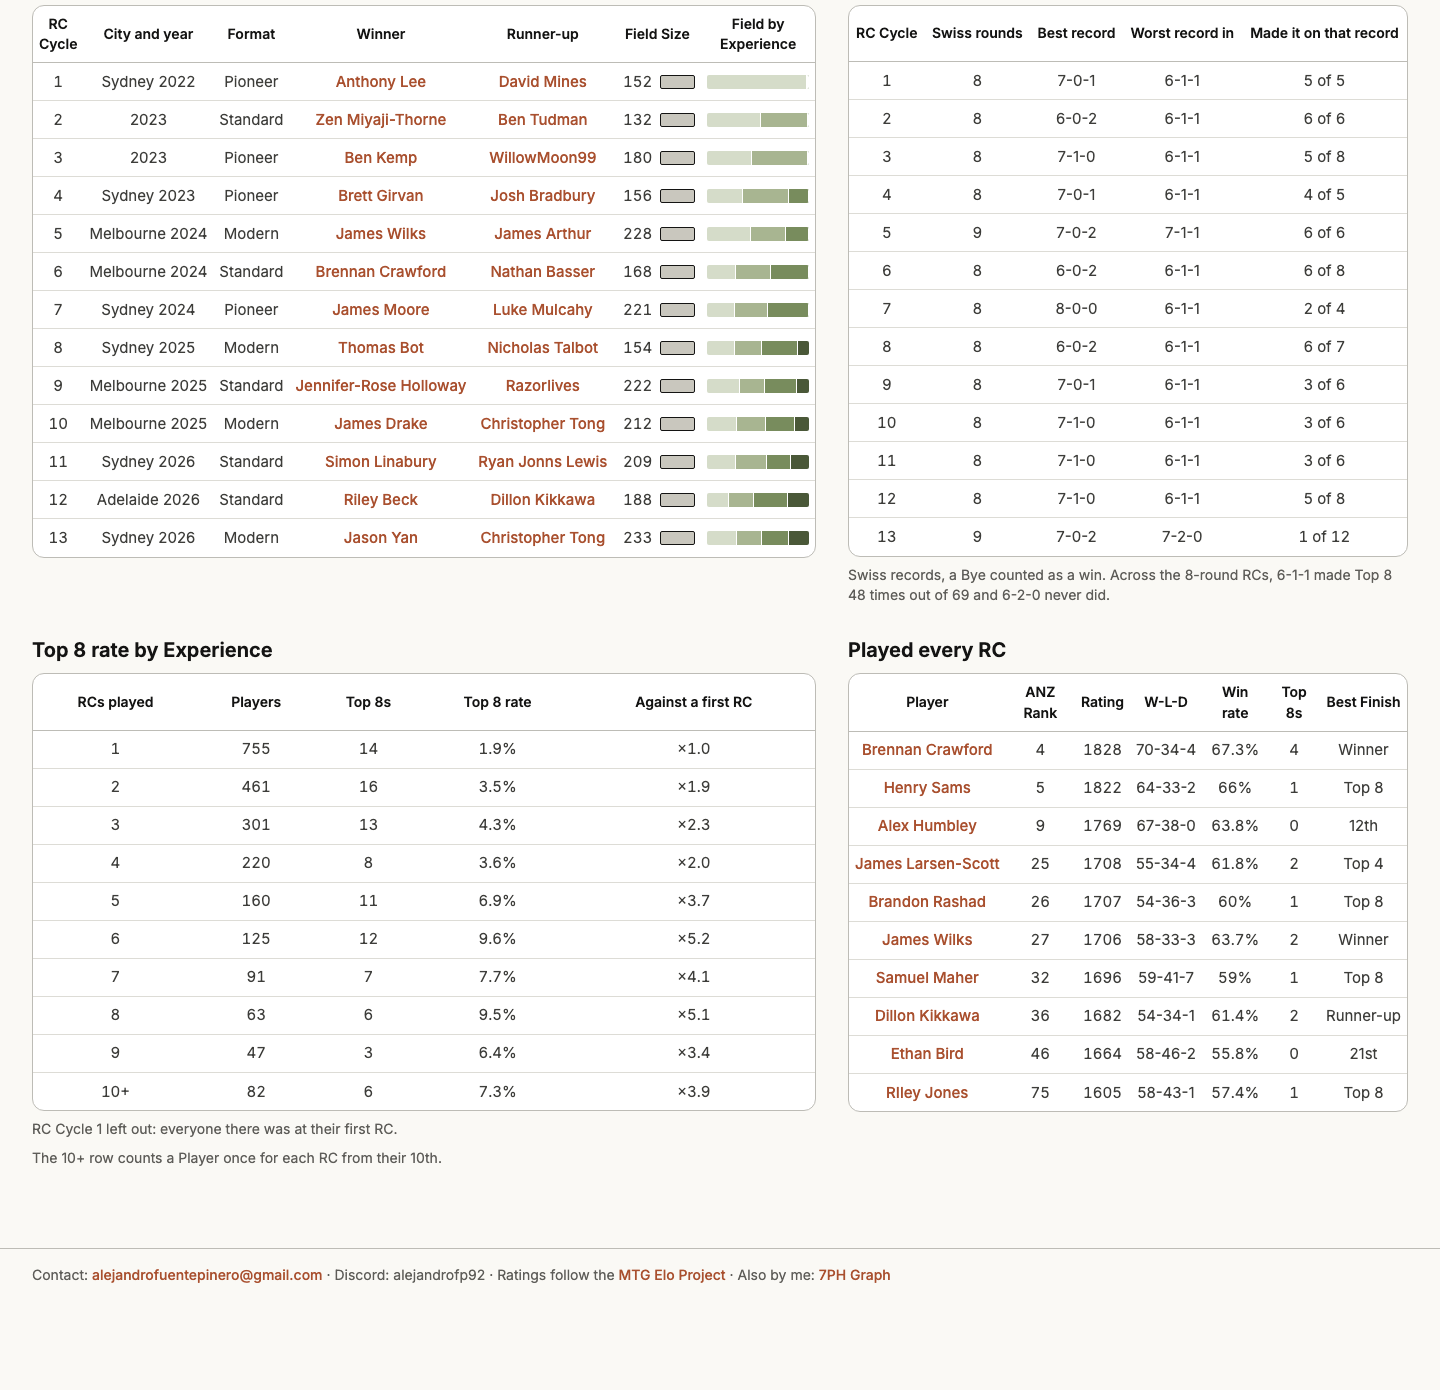 RC Cycle City and year Format Winner Runner-up Field Size Field by Experience
1 Sydney 2022 Pioneer Anthony Lee David Mines 152
2 2023 Standard Zen Miyaji-Thorne Ben Tudman 132
3 2023 Pioneer Ben Kemp WillowMoon99 180
4 Sydney 2023 Pioneer Brett Girvan Josh Bradbury 156
5 Melbourne 2024 Modern James Wilks James Arthur 228
6 Melbourne 2024 Standard Brennan Crawford Nathan Basser 168
7 Sydney 2024 Pioneer James Moore Luke Mulcahy 221
8 Sydney 2025 Modern Thomas Bot Nicholas Talbot 154
9 Melbourne 2025 Standard Jennifer-Rose Holloway Razorlives 222
10 Melbourne 2025 Modern James Drake Christopher Tong 212
11 Sydney 2026 Standard Simon Linabury Ryan Jonns Lewis 209
12 Adelaide 2026 Standard Riley Beck Dillon Kikkawa 188
13 Sydney 2026 Modern Jason Yan Christopher Tong 233
RC Cycle Swiss rounds Best record Worst record in Made it on that record
1 8 7-0-1 6-1-1 5 of 5
2 8 6-0-2 6-1-1 6 of 6
3 8 7-1-0 6-1-1 5 of 8
4 8 7-0-1 6-1-1 4 of 5
5 9 7-0-2 7-1-1 6 of 6
6 8 6-0-2 6-1-1 6 of 8
7 8 8-0-0 6-1-1 2 of 4
8 8 6-0-2 6-1-1 6 of 7
9 8 7-0-1 6-1-1 3 of 6
10 8 7-1-0 6-1-1 3 of 6
11 8 7-1-0 6-1-1 3 of 6
12 8 7-1-0 6-1-1 5 of 8
13 9 7-0-2 7-2-0 1 of 12
Swiss records, a Bye counted as a win. Across the 8-round RCs, 6-1-1 made Top 8
48 times out of 69 and 6-2-0 never did.
Top 8 rate by Experience
RCs played Players Top 8s Top 8 rate Against a first RC
1 755 14 1.9% ×1.0
2 461 16 3.5% ×1.9
3 301 13 4.3% ×2.3
4 220 8 3.6% ×2.0
5 160 11 6.9% ×3.7
6 125 12 9.6% ×5.2
7 91 7 7.7% ×4.1
8 63 6 9.5% ×5.1
9 47 3 6.4% ×3.4
10+ 82 6 7.3% ×3.9
RC Cycle 1 left out: everyone there was at their first RC.
The 10+ row counts a Player once for each RC from their 10th.
Played every RC
Player ANZ Rank Rating W-L-D Win rate Top 8s Best Finish
Brennan Crawford 4 1828 70-34-4 67.3% 4 Winner
Henry Sams 5 1822 64-33-2 66% 1 Top 8
Alex Humbley 9 1769 67-38-0 63.8% 0 12th
James Larsen-Scott 25 1708 55-34-4 61.8% 2 Top 4
Brandon Rashad 26 1707 54-36-3 60% 1 Top 8
James Wilks 27 1706 58-33-3 63.7% 2 Winner
Samuel Maher 32 1696 59-41-7 59% 1 Top 8
Dillon Kikkawa 36 1682 54-34-1 61.4% 2 Runner-up
Ethan Bird 46 1664 58-46-2 55.8% 0 21st
RIley Jones 75 1605 58-43-1 57.4% 1 Top 8
Contact: alejandrofuentepinero@gmail.com · Discord: alejandrofp92 · Ratings follow the MTG Elo Project · Also by me: 7PH Graph